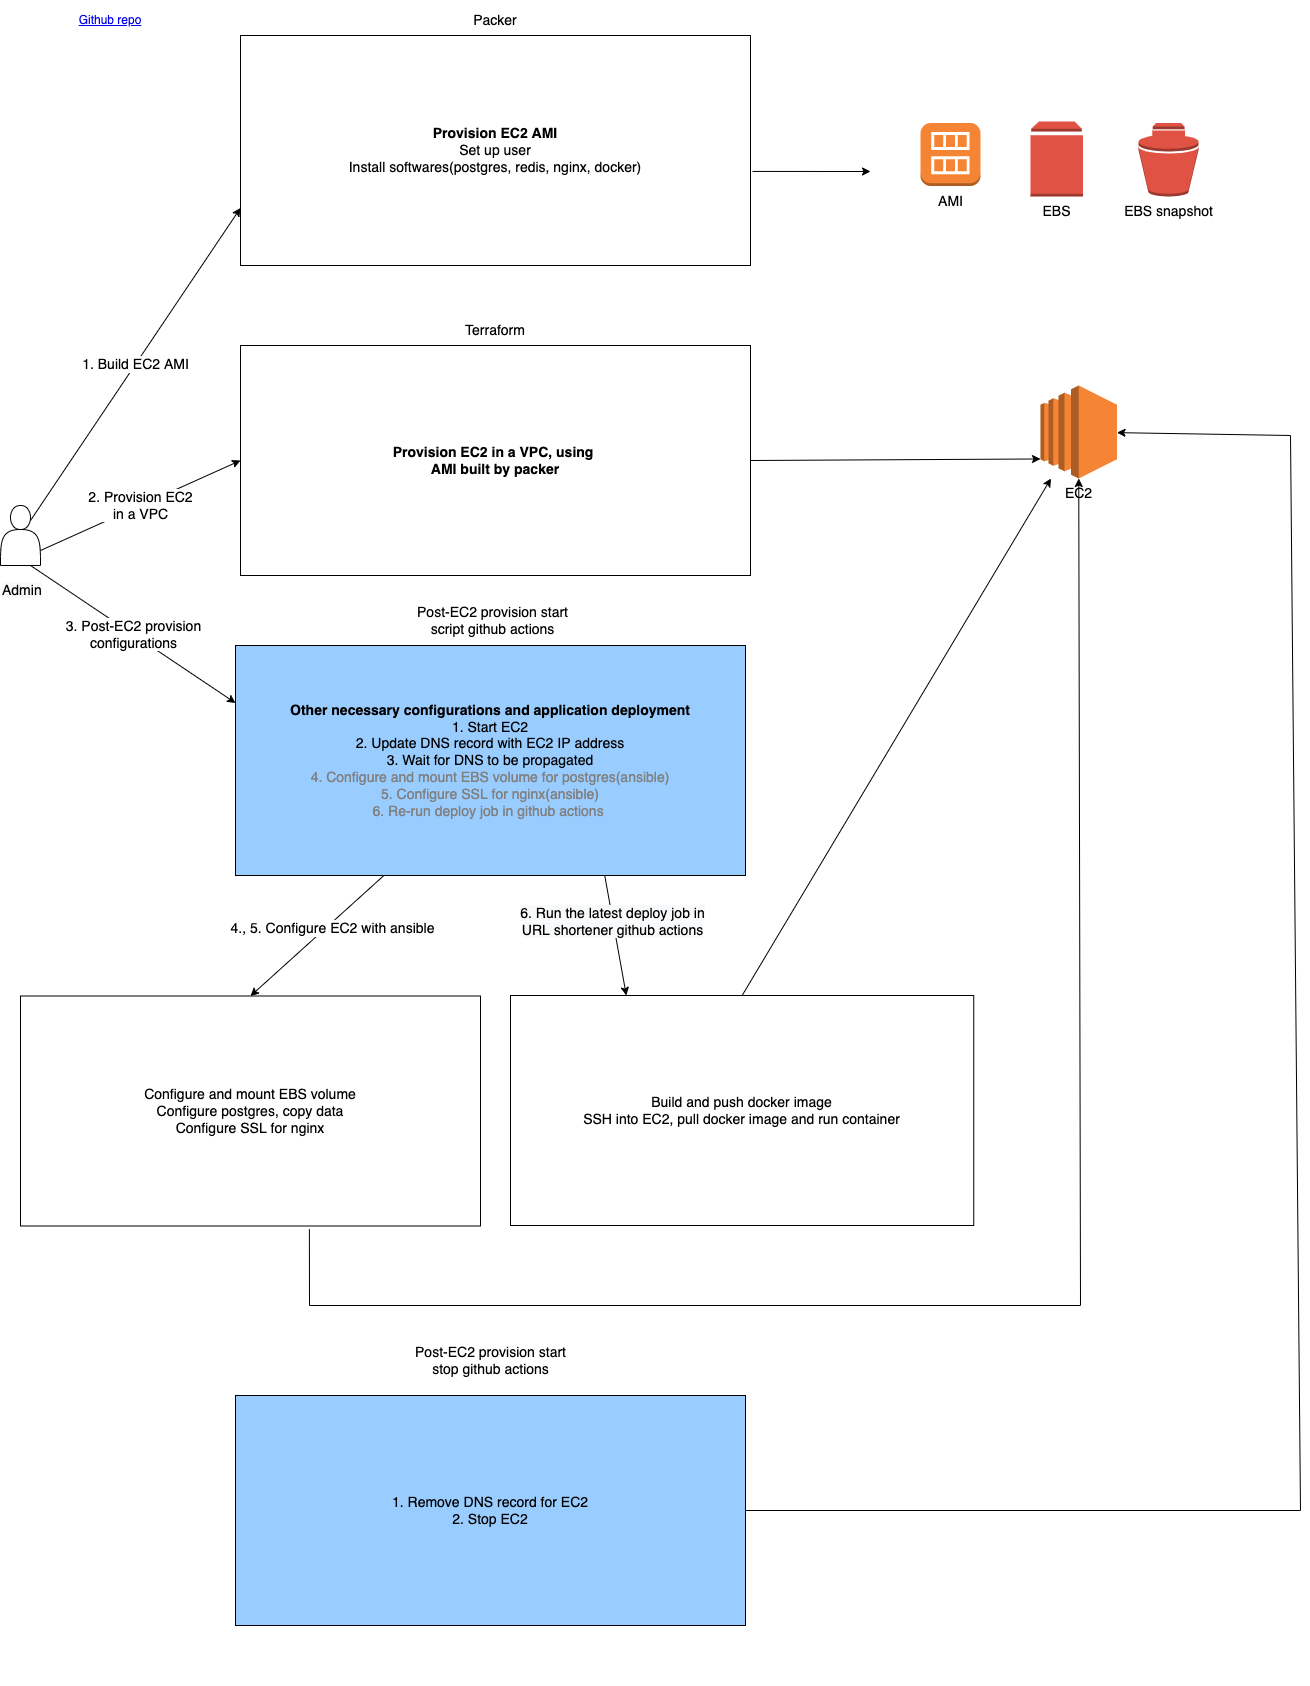 Github repo
Packer
Provision EC2 AMI
Set up user
Install softwares(postgres, redis, nginx, docker)
AMI
EBS
EBS snapshot
1. Build EC2 AMI
Terraform
Provision EC2 in a VPC, using
AMI built by packer
EC2
2. Provision EC2
in a VPC
Admin
3. Post-EC2 provision
configurations
Post-EC2 provision start
script github actions
Other necessary configurations and application deployment
1. Start EC2
2. Update DNS record with EC2 IP address
3. Wait for DNS to be propagated
4. Configure and mount EBS volume for postgres(ansible)
5. Configure SSL for nginx(ansible)
6. Re-run deploy job in github actions
4., 5. Configure EC2 with ansible
6. Run the latest deploy job in
URL shortener github actions
Configure and mount EBS volume
Configure postgres, copy data
Configure SSL for nginx
Build and push docker image
SSH into EC2, pull docker image and run container
Post-EC2 provision start
stop github actions
1. Remove DNS record for EC2
2. Stop EC2